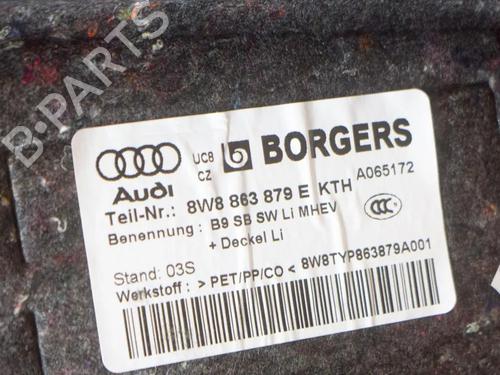 B·PARTS
Audi
UC8
CZ
BORGERS
A065172
Teil-Nr.: 8W8 863 879 E KTH
Benennung : B9 SB SW Li MHEV
+ Deckel Li
CCC
Stand: 03S
Werkstoff : > PET/PP/CO < 8W8TYP863879A001